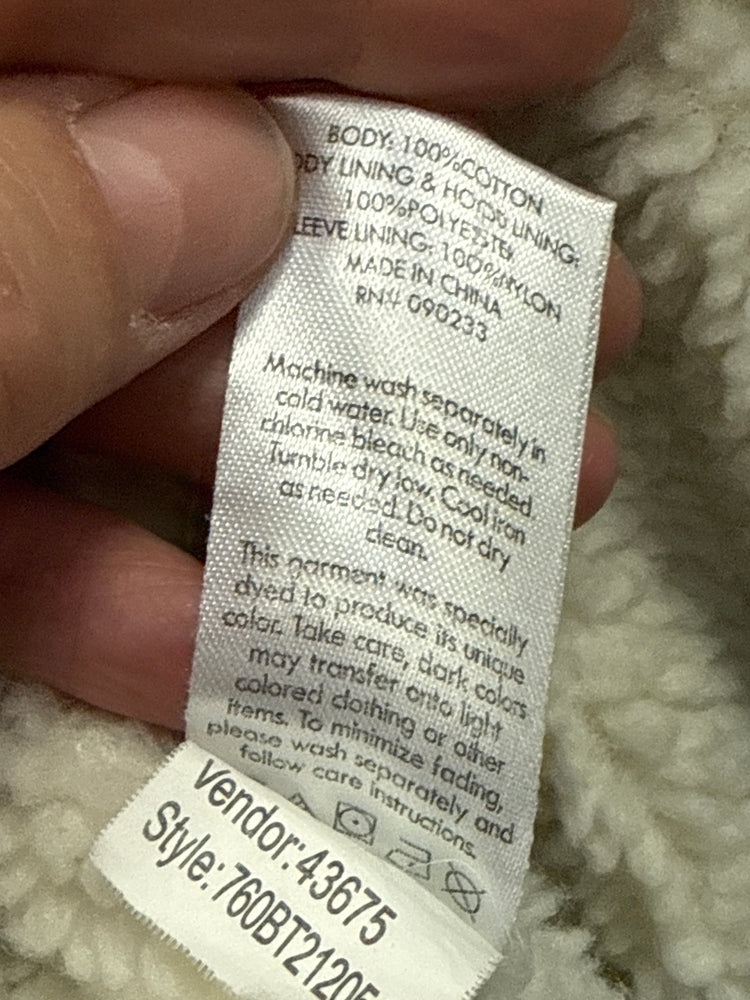 BODY: 100%COTTON
ODY LINING & HOOD LINING:
100%POLYESTER
LEEVE LINING: 100%NYLON
MADE IN CHINA
RN# 090233
Machine wash separately in
cold water. Use only non-
chlorine bleach as needed.
Tumble dry low. Cool iron
as needed. Do not dry
clean.
This garment was specially
dyed to produce its unique
color. Take care, dark colors
may transfer onto light
colored clothing or other
items. To minimize fading,
please wash separately and
follow care instructions.
Vendor:43675
Style:760BT21205